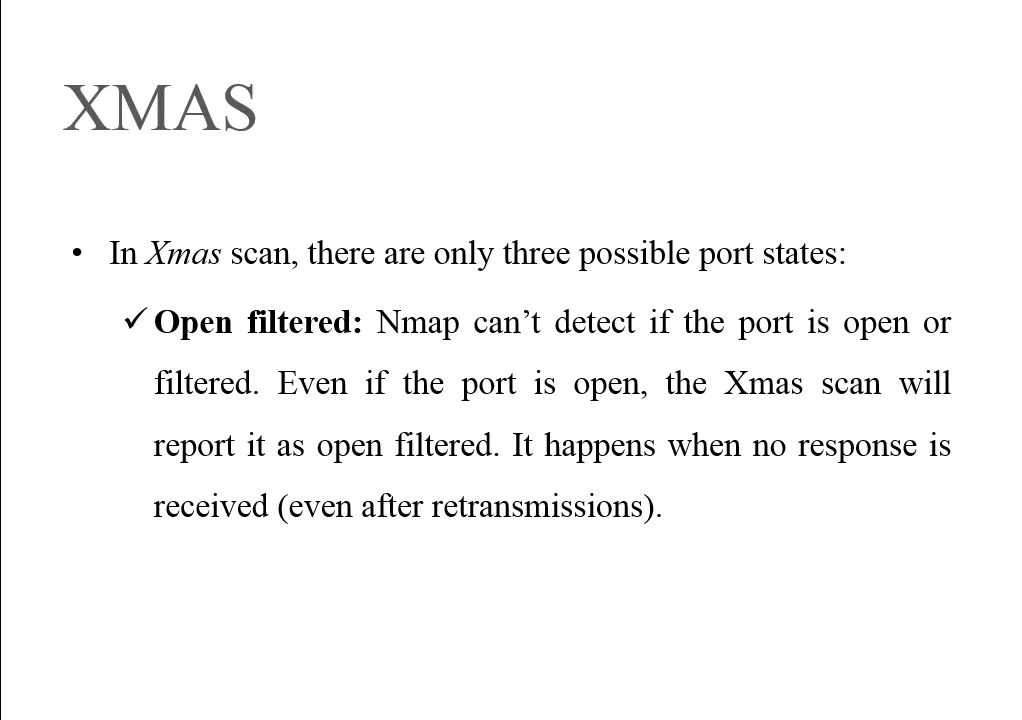 XMAS
• In Xmas scan, there are only three possible port states:
✓ Open filtered: Nmap can’t detect if the port is open or
filtered. Even if the port is open, the Xmas scan will
report it as open filtered. It happens when no response is
received (even after retransmissions).